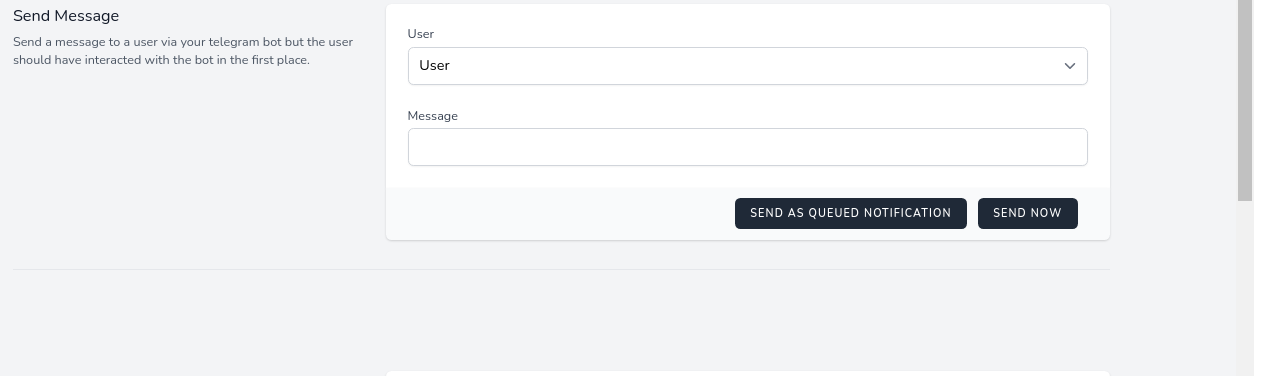 Send Message
Send a message to a user via your telegram bot but the user
should have interacted with the bot in the first place.
User
User
Message
SEND AS QUEUED NOTIFICATION
SEND NOW